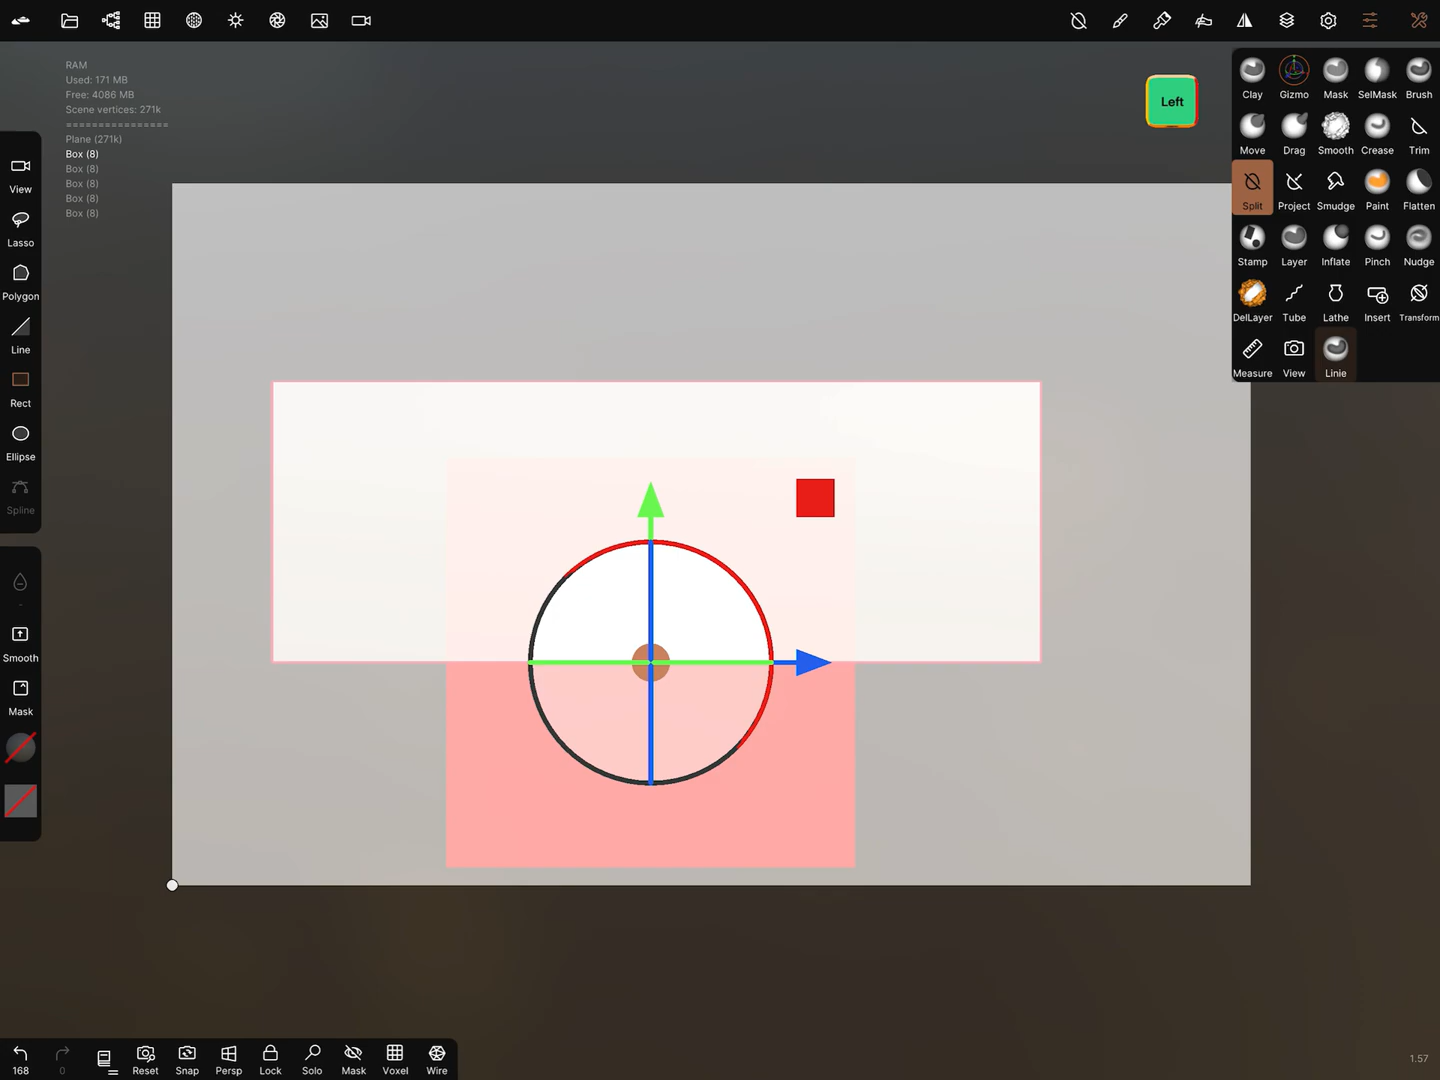 RAM
Used: 171 MB
Free: 4086 MB
Scene vertices: 271k
================
Plane (271k)
Box (8)
Box (8)
Box (8)
Box (8)
Box (8)
Left
Clay Gizmo Mask SelMask Brush
Move Drag Smooth Crease Trim
Split Project Smudge Paint Flatten
Stamp Layer Inflate Pinch Nudge
DelLayer Tube Lathe Insert Transform
Measure View Linie
View
Lasso
Polygon
Line
Rect
Ellipse
Spline
-
Smooth
Mask
168 0 Reset Snap Persp Lock Solo Mask Voxel Wire
1.57